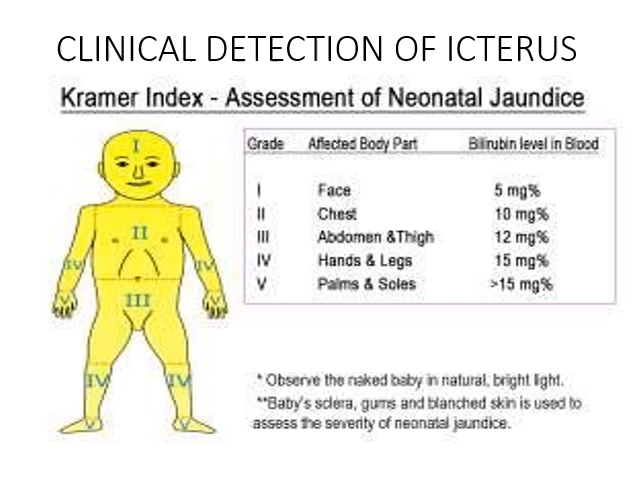 CLINICAL DETECTION OF ICTERUS
Kramer Index - Assessment of Neonatal Jaundice
Grade Affected Body Part Bilirubin level in Blood
I Face 5 mg%
II Chest 10 mg%
III Abdomen &Thigh 12 mg%
IV Hands & Legs 15 mg%
V Palms & Soles >15 mg%
I
II
IV IV
V V
III
IV IV
V V
* Observe the naked baby in natural, bright light.
**Baby's sclera, gums and blanched skin is used to
assess the severity of neonatal jaundice.